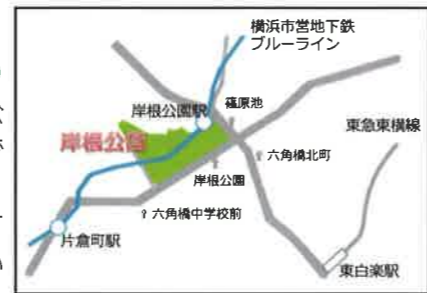 横浜市営地下鉄
ブルーライン
岸根公園駅
篠原池
東急東横線
岸根公園
六角橋北町
岸根公園
六角橋中学校前
片倉町駅
東白楽駅